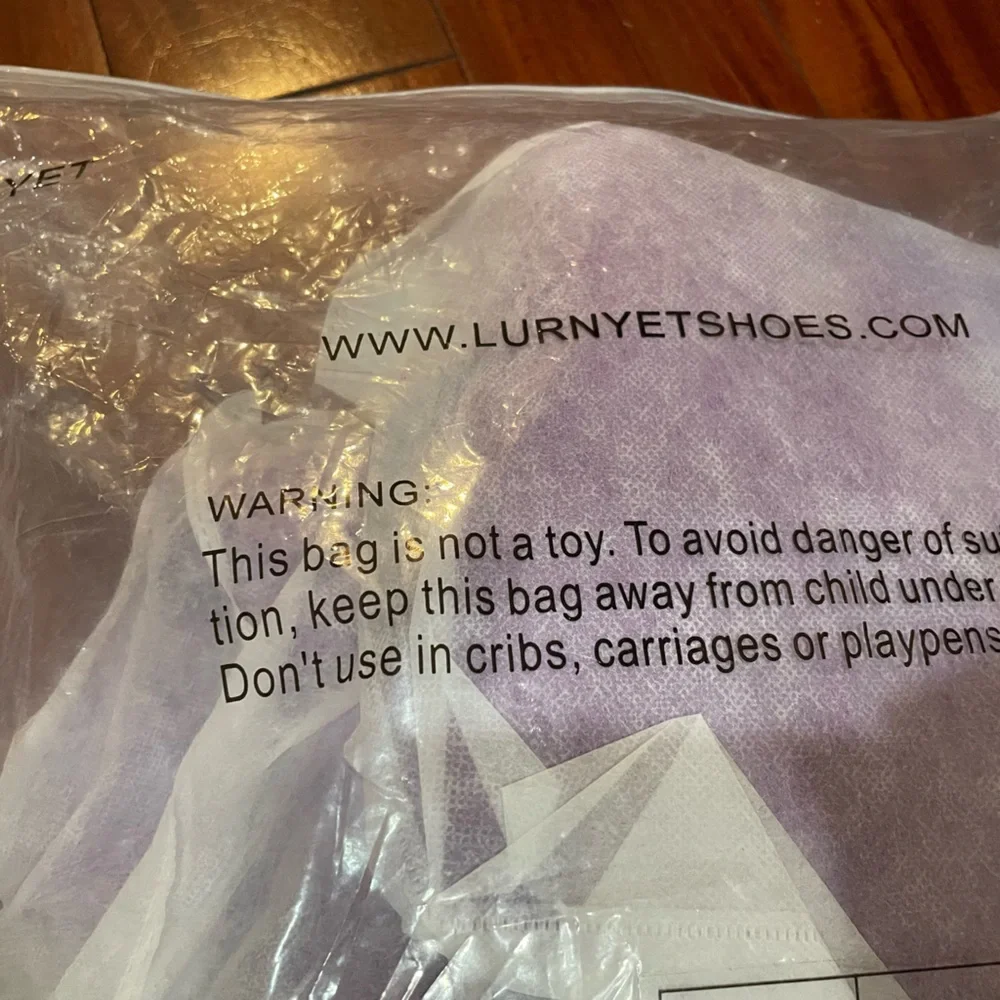 YET
WWW.LURNYETSHOES.COM
WARNING:
This bag is not a toy. To avoid danger of su
tion, keep this bag away from child under
Don't use in cribs, carriages or playpens